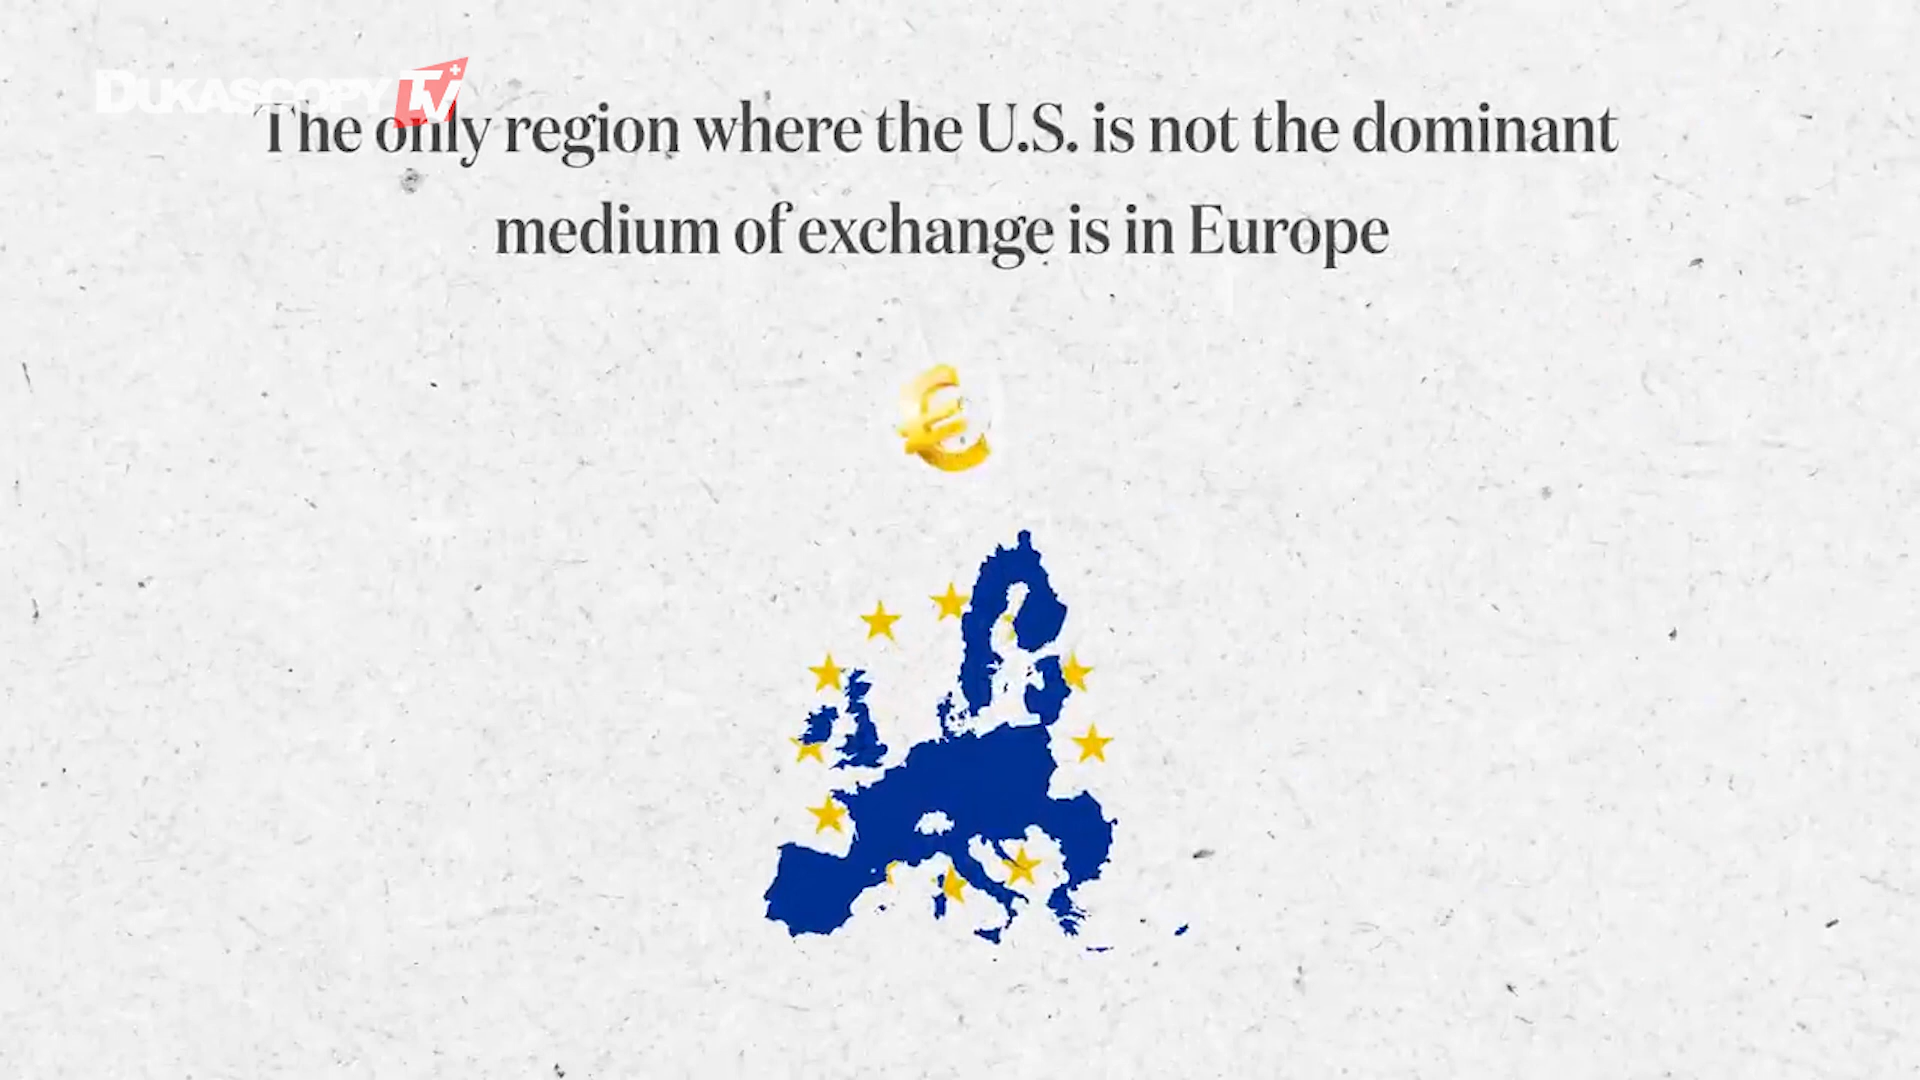 DUKASCOPY TV
The only region where the U.S. is not the dominant
medium of exchange is in Europe
€